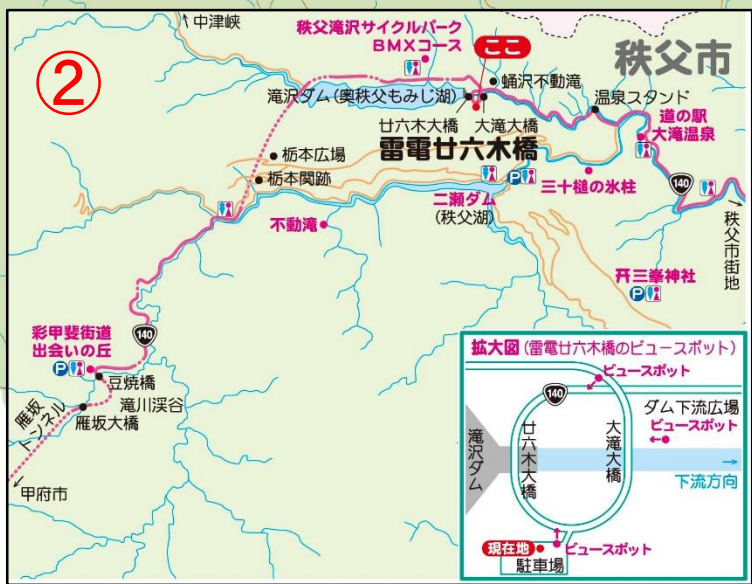 ②
中津峡
秩父滝沢サイクルパーク
BMXコース
ここ
秩父市
蛹沢不動滝
滝沢ダム(奥秩父もみじ湖)
温泉スタンド
道の駅
大滝温泉
廿六木大橋
大滝大橋
雷電廿六木橋
栃本広場
栃本関跡
P
三十槌の氷柱
140
二瀬ダム
(秩父湖)
不動滝
秩父市街地
三峯神社
P
彩甲斐街道
出会いの丘
P
140
豆焼橋
滝川渓谷
雁坂
トンネル
雁坂大橋
甲府市
拡大図(雷電廿六木橋のビュースポット)
ビュースポット
140
ダム下流広場
ビュースポット
滝沢ダム
廿六木大橋
大滝大橋
下流方向
現在地
ビュースポット
駐車場